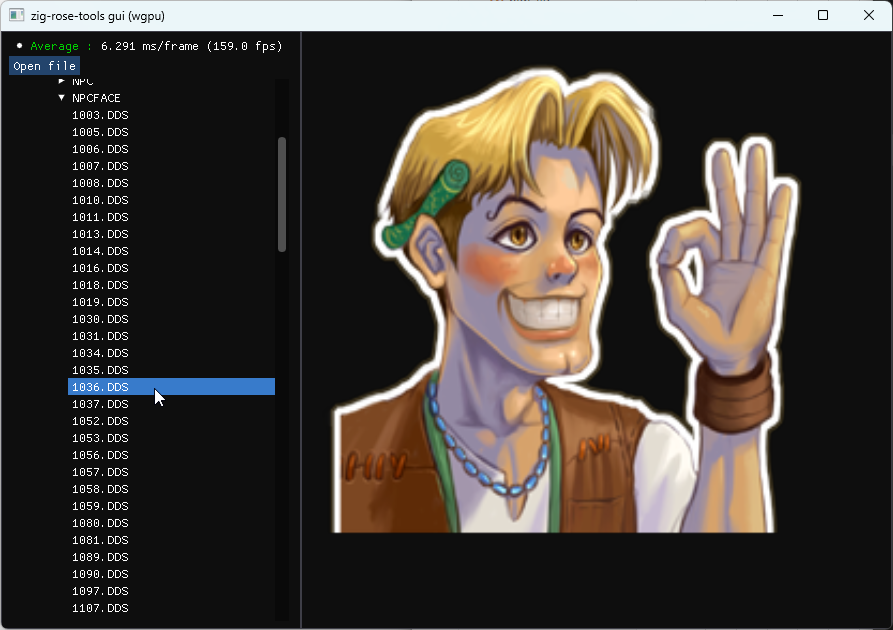 zig-rose-tools gui (wgpu)
Average : 6.291 ms/frame (159.0 fps)
Open file
NPC
NPCFACE
1003.DDS
1005.DDS
1006.DDS
1007.DDS
1008.DDS
1010.DDS
1011.DDS
1013.DDS
1014.DDS
1016.DDS
1018.DDS
1019.DDS
1030.DDS
1031.DDS
1034.DDS
1035.DDS
1036.DDS
1037.DDS
1052.DDS
1053.DDS
1056.DDS
1057.DDS
1058.DDS
1059.DDS
1080.DDS
1081.DDS
1089.DDS
1090.DDS
1097.DDS
1107.DDS